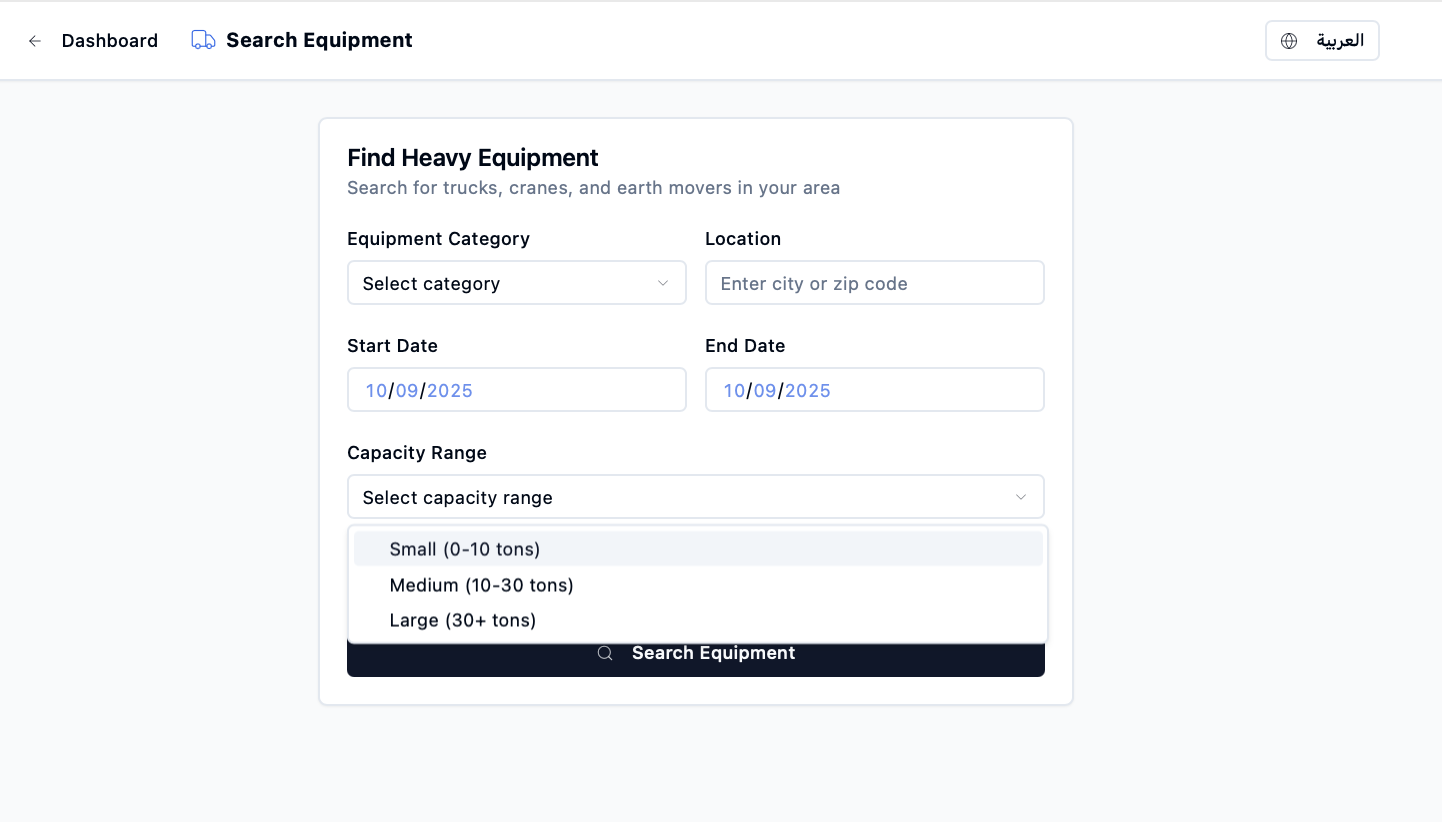 Dashboard
Search Equipment
العربية
Find Heavy Equipment
Search for trucks, cranes, and earth movers in your area
Equipment Category
Location
Select category
Enter city or zip code
Start Date
End Date
10/09/2025
10/09/2025
Capacity Range
Select capacity range
Small (0-10 tons)
Medium (10-30 tons)
Large (30+ tons)
Search Equipment